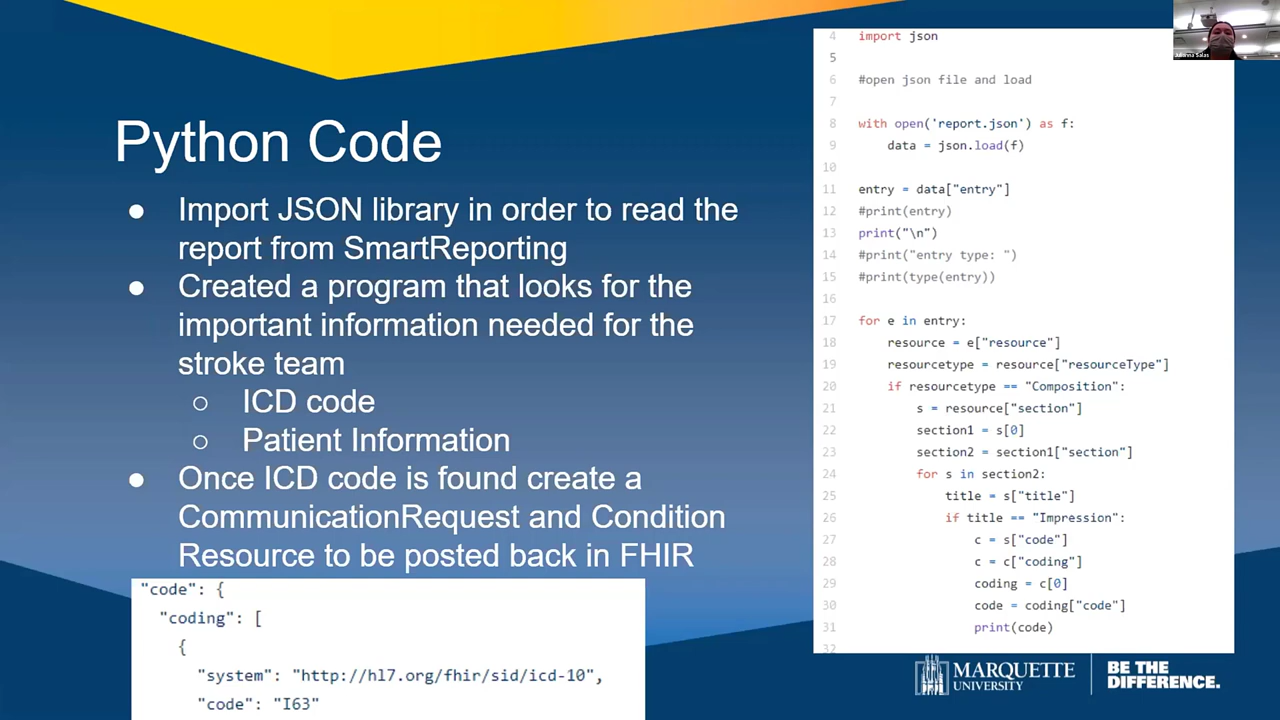 Python Code
● Import JSON library in order to read the
report from SmartReporting
● Created a program that looks for the
important information needed for the
stroke team
○ ICD code
○ Patient Information
● Once ICD code is found create a
CommunicationRequest and Condition
Resource to be posted back in FHIR
"code": {
"coding": [
{
"system": "http://hl7.org/fhir/sid/icd-10",
"code": "I63"
4 import json
5
6 #open json file and load
7
8 with open('report.json') as f:
9 data = json.load(f)
10
11 entry = data["entry"]
12 #print(entry)
13 print("\n")
14 #print("entry type: ")
15 #print(type(entry))
16
17 for e in entry:
18 resource = e["resource"]
19 resourcetype = resource["resourceType"]
20 if resourcetype == "Composition":
21 s = resource["section"]
22 section1 = s[0]
23 section2 = section1["section"]
24 for s in section2:
25 title = s["title"]
26 if title == "Impression":
27 c = s["code"]
28 c = c["coding"]
29 coding = c[0]
30 code = coding["code"]
31 print(code)
32
Julianna Salas
MARQUETTE
UNIVERSITY
BE THE
DIFFERENCE.